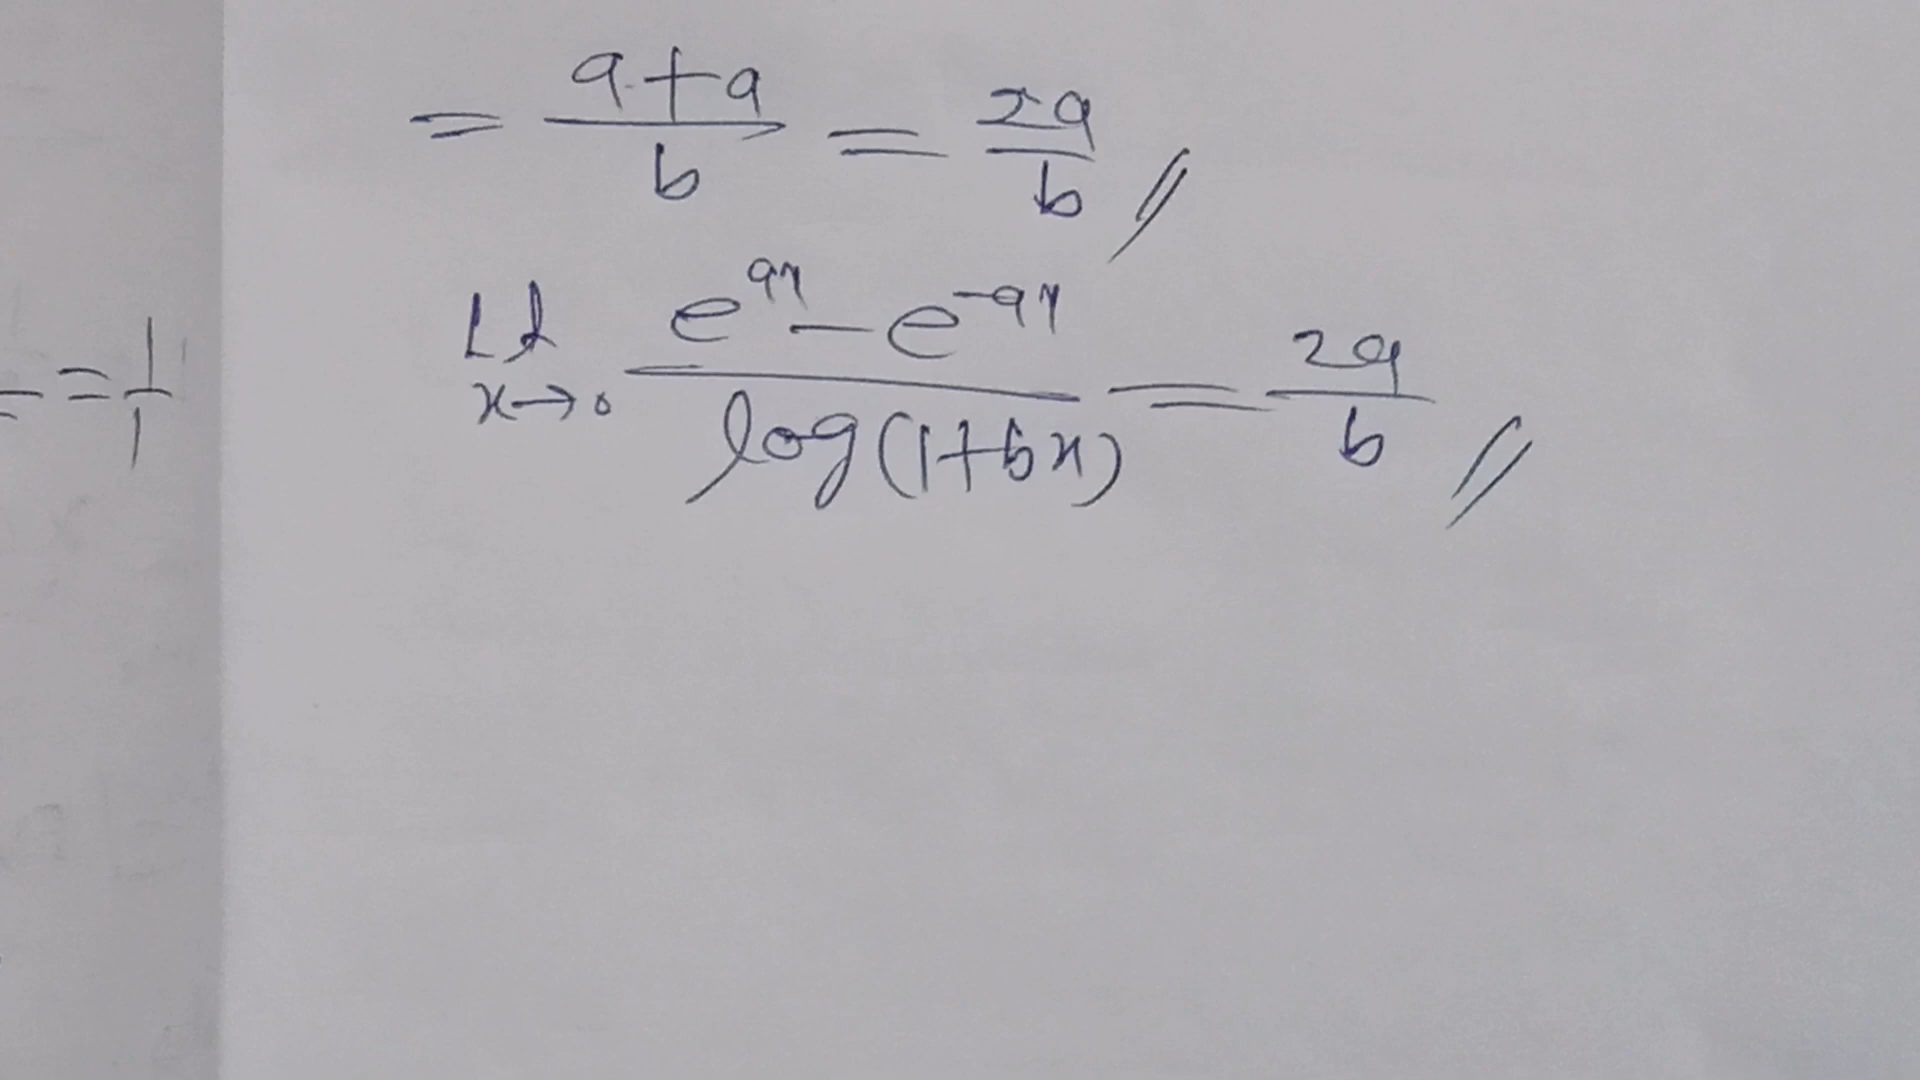 = (a+a)/b = 2a/b //
Lt x→0 (e^{ax} - e^{-ax})/(log(1+bx)) = 2a/b //
= 1/1